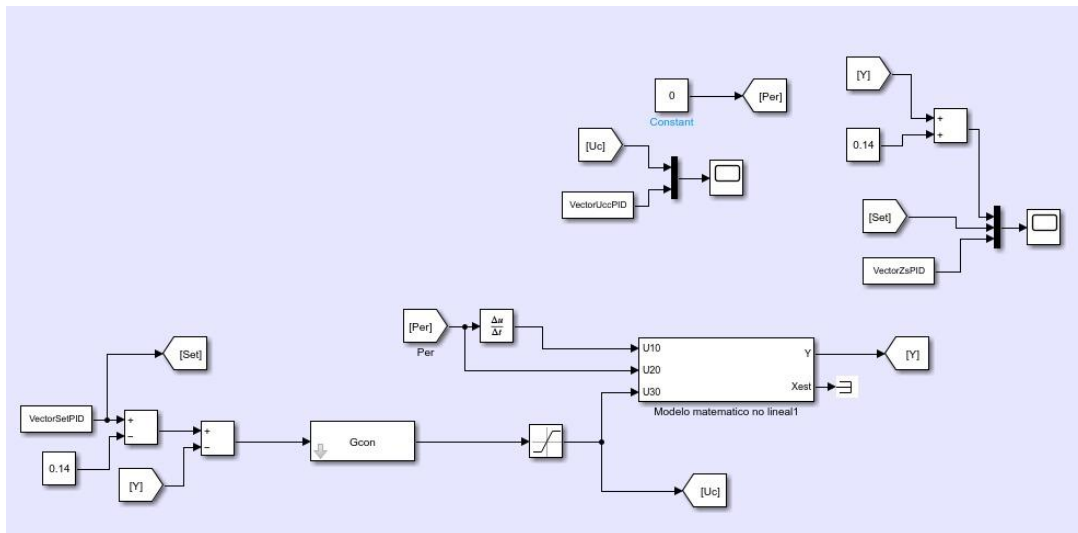 [Y]
0
[Per]
Constant
+
+
0.14
[Uc]
VectorUccPID
[Set]
VectorZsPID
[Per]
Per
Δu
Δt
U10
U20
U30
Y
Xest
Modelo matematico no lineal1
[Y]
[Set]
VectorSetPID
+
−
0.14
+
−
[Y]
Gcon
[Uc]